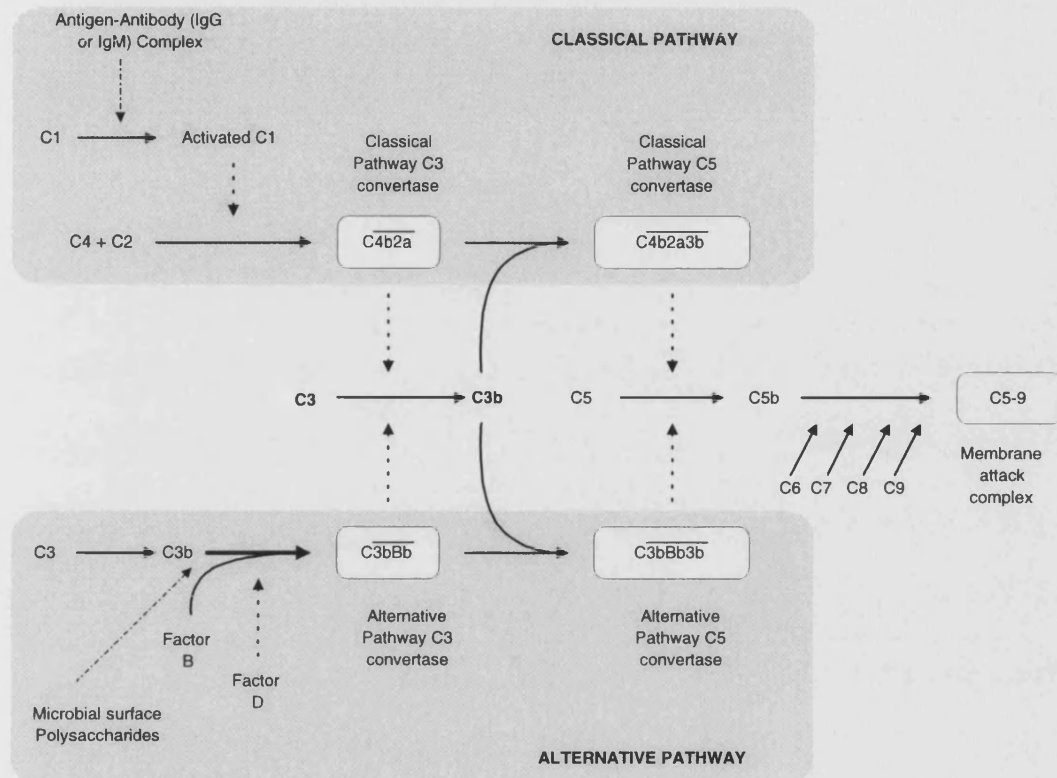 Antigen-Antibody (IgG
or IgM) Complex
CLASSICAL PATHWAY
C1
Activated C1
Classical
Pathway C3
convertase
Classical
Pathway C5
convertase
C4 + C2
C4b2a
C4b2a3b
C3
C3b
C5
C5b
C5-9
C6
C7
C8
C9
Membrane
attack
complex
C3
C3b
C3bBb
C3bBb3b
Factor
B
Factor
D
Alternative
Pathway C3
convertase
Alternative
Pathway C5
convertase
Microbial surface
Polysaccharides
ALTERNATIVE PATHWAY